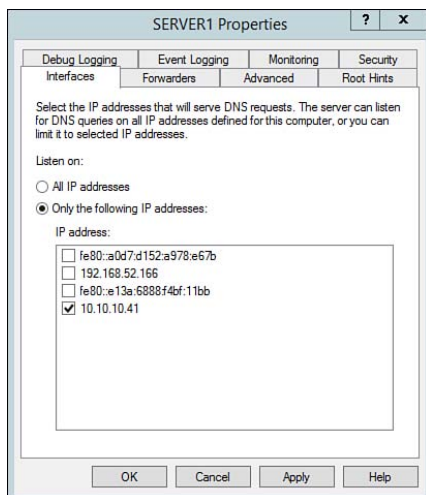 SERVER1 Properties
? x
Debug Logging Event Logging Monitoring Security
Interfaces Forwarders Advanced Root Hints
Select the IP addresses that will serve DNS requests. The server can listen
for DNS queries on all IP addresses defined for this computer, or you can
limit it to selected IP addresses.
Listen on:
All IP addresses
Only the following IP addresses:
IP address:
fe80::a0d7:d152:a978:e67b
192.168.52.166
fe80::e13a:6888:f4bf:11bb
10.10.10.41
OK Cancel Apply Help